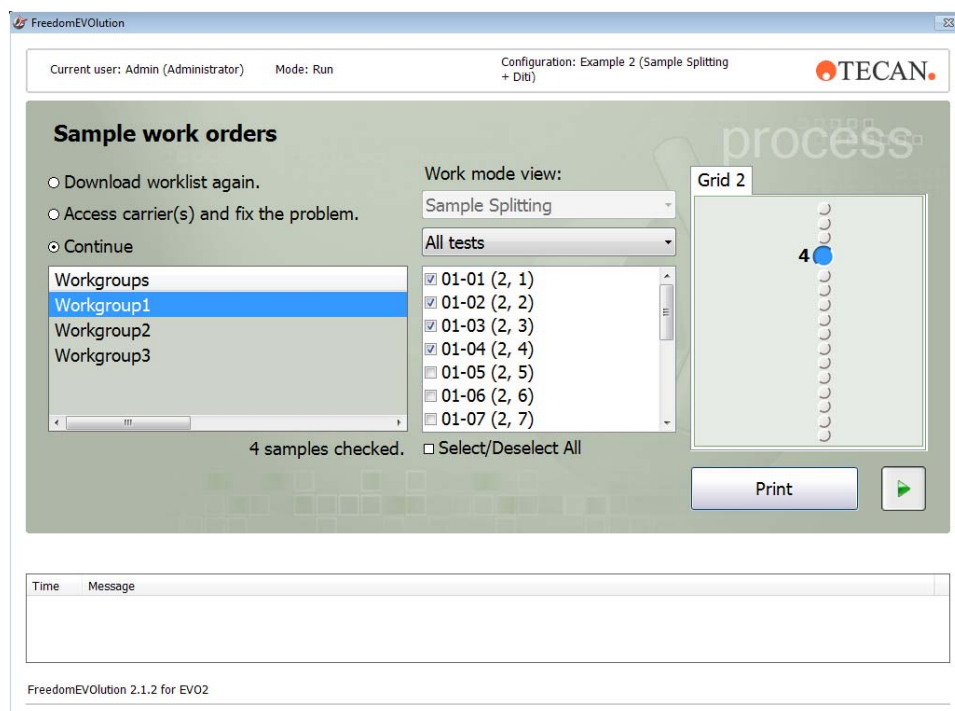 FreedomEVOlution
Current user: Admin (Administrator) Mode: Run
Configuration: Example 2 (Sample Splitting
+ Diti)
TECAN.
Sample work orders
process
Download worklist again.
Access carrier(s) and fix the problem.
Continue
Workgroups
Workgroup1
Workgroup2
Workgroup3
4 samples checked.
Work mode view:
Sample Splitting
All tests
01-01 (2, 1)
01-02 (2, 2)
01-03 (2, 3)
01-04 (2, 4)
01-05 (2, 5)
01-06 (2, 6)
01-07 (2, 7)
Select/Deselect All
Grid 2
4
Print
Time Message
FreedomEVOlution 2.1.2 for EVO2